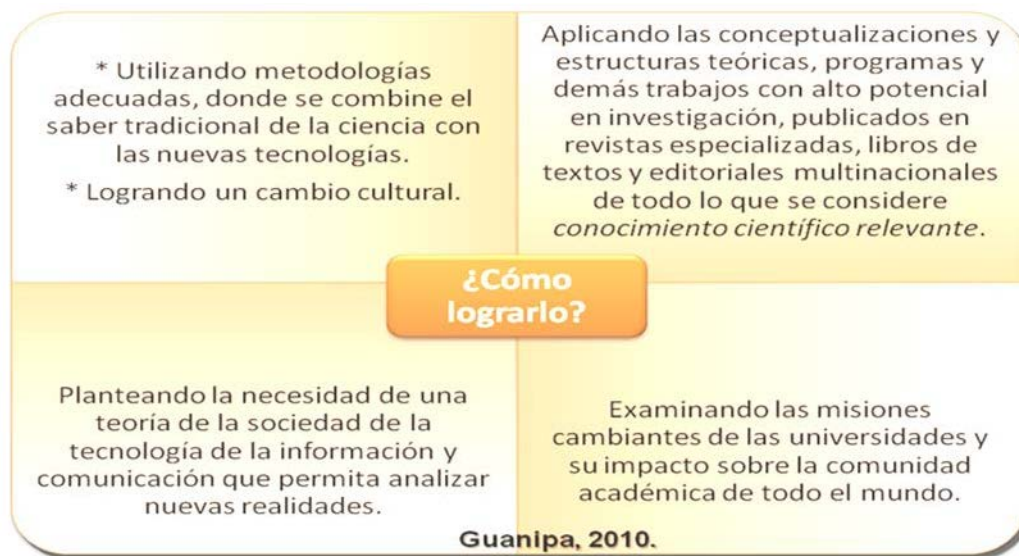 * Utilizando metodologías
adecuadas, donde se combine el
saber tradicional de la ciencia con
las nuevas tecnologías.
* Logrando un cambio cultural.
Aplicando las conceptualizaciones y
estructuras teóricas, programas y
demás trabajos con alto potencial
en investigación, publicados en
revistas especializadas, libros de
textos y editoriales multinacionales
de todo lo que se considere
conocimiento científico relevante.
¿Cómo
lograrlo?
Planteando la necesidad de una
teoría de la sociedad de la
tecnología de la información y
comunicación que permita analizar
nuevas realidades.
Examinando las misiones
cambiantes de las universidades y
su impacto sobre la comunidad
académica de todo el mundo.
Guanipa, 2010.